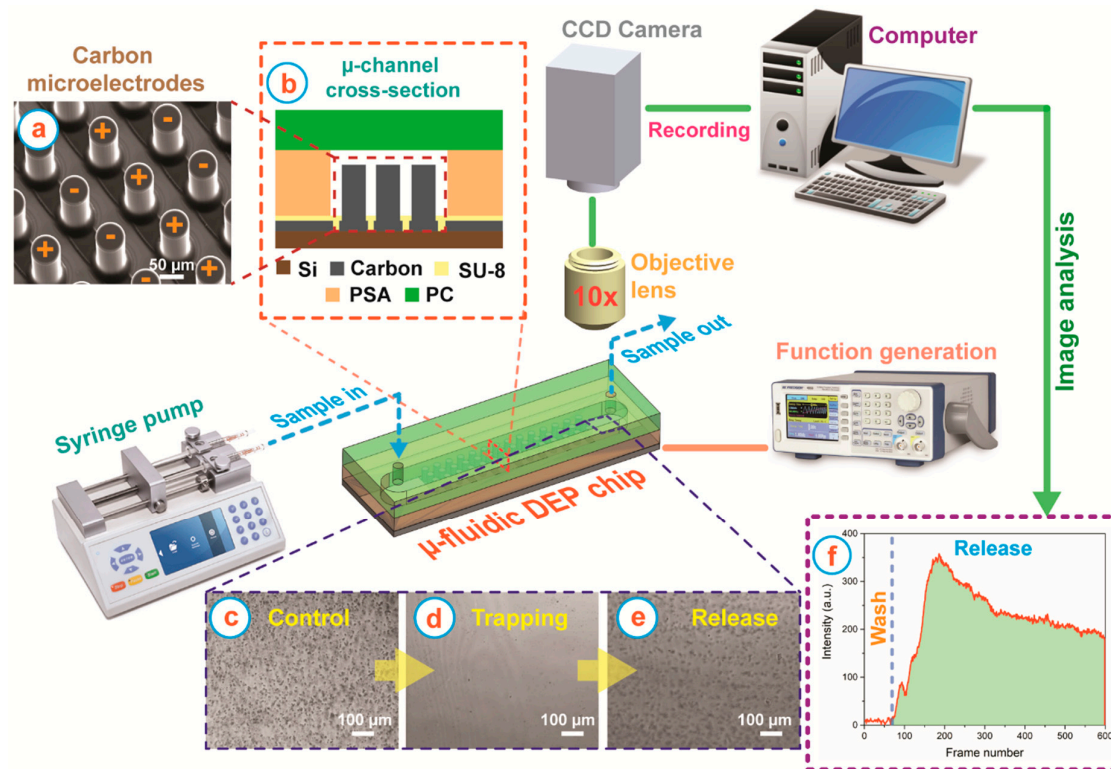 Carbon
microelectrodes
a
+
-
+
-
+
-
-
+
+
-
+
50 µm
b
µ-channel
cross-section
Si Carbon SU-8
PSA PC
CCD Camera
Recording
Computer
Objective
lens
10x
Image analysis
Sample out
Function generation
Syringe pump
Sample in
µ-fluidic DEP chip
c
Control
100 µm
d
Trapping
100 µm
e
Release
100 µm
f
Release
Wash
Intensity (a.u.)
400
300
200
100
0
0 100 200 300 400 500 600
Frame number